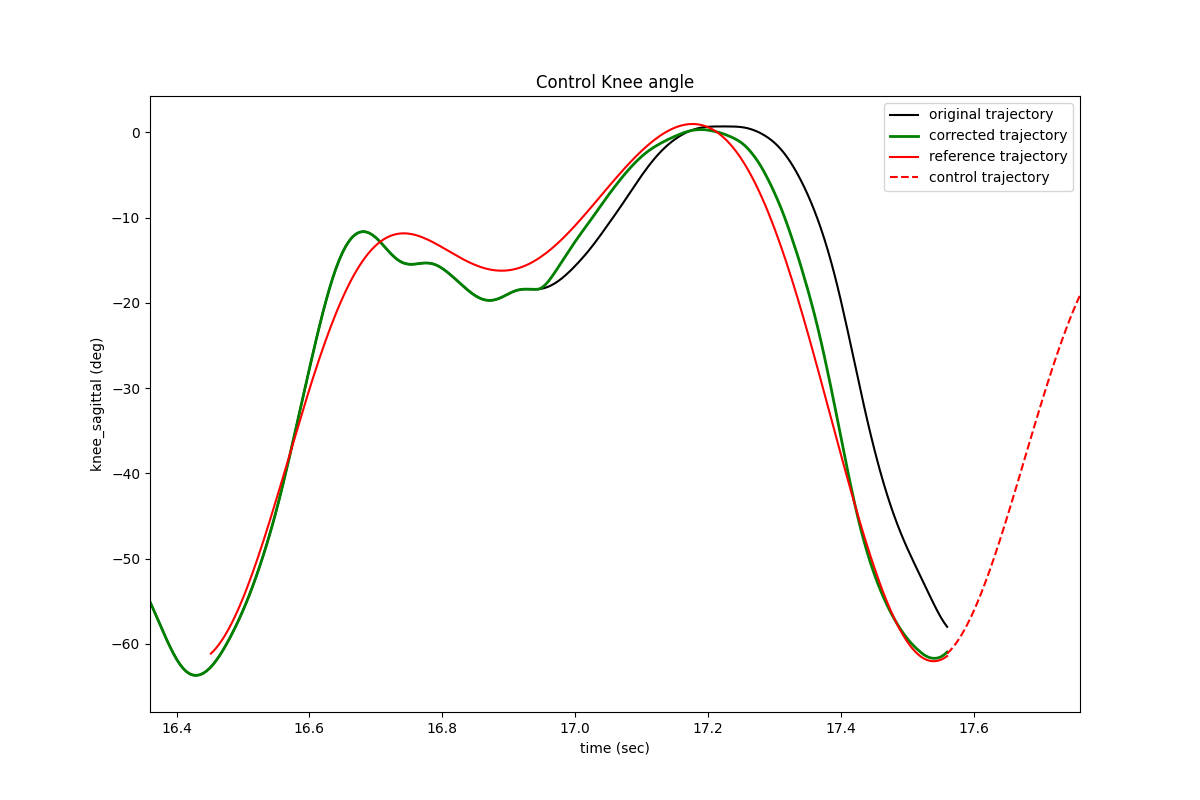 Control Knee angle
original trajectory
corrected trajectory
reference trajectory
control trajectory
knee_sagittal (deg)
0
−10
−20
−30
−40
−50
−60
16.4 16.6 16.8 17.0 17.2 17.4 17.6
time (sec)